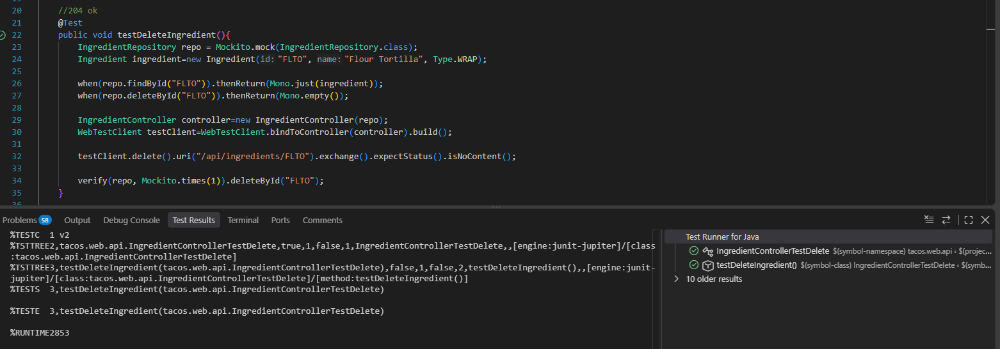 20 //204 ok
21 @Test
22 public void testDeleteIngredient(){
23 IngredientRepository repo = Mockito.mock(IngredientRepository.class);
24 Ingredient ingredient=new Ingredient(id:"FLTO", name:"Flour Tortilla", Type.WRAP);
25
26 when(repo.findById("FLTO")).thenReturn(Mono.just(ingredient));
27 when(repo.deleteById("FLTO")).thenReturn(Mono.empty());
28
29 IngredientController controller=new IngredientController(repo);
30 WebTestClient testClient=WebTestClient.bindToController(controller).build();
31
32 testClient.delete().uri("/api/ingredients/FLTO").exchange().expectStatus().isNoContent();
33
34 verify(repo, Mockito.times(1)).deleteById("FLTO");
35 }
36
Problems 58 Output Debug Console Test Results Terminal Ports Comments
%TESTC 1 v2
%TSTTREE2,tacos.web.api.IngredientControllerTestDelete,true,1,false,1,IngredientControllerTestDelete,,[engine:junit-jupiter]/[class
:tacos.web.api.IngredientControllerTestDelete]
%TSTTREE3,testDeleteIngredient(tacos.web.api.IngredientControllerTestDelete),false,1,false,2,testDeleteIngredient(),,[engine:junit-
jupiter]/[class:tacos.web.api.IngredientControllerTestDelete]/[method:testDeleteIngredient()]
%TESTS 3,testDeleteIngredient(tacos.web.api.IngredientControllerTestDelete)
%TESTE 3,testDeleteIngredient(tacos.web.api.IngredientControllerTestDelete)
%RUNTIME2853
Test Runner for Java
IngredientControllerTestDelete $(symbol-namespace) tacos.web.api < $(projec...
testDeleteIngredient() $(symbol-class) IngredientControllerTestDelete < $(symb...
10 older results